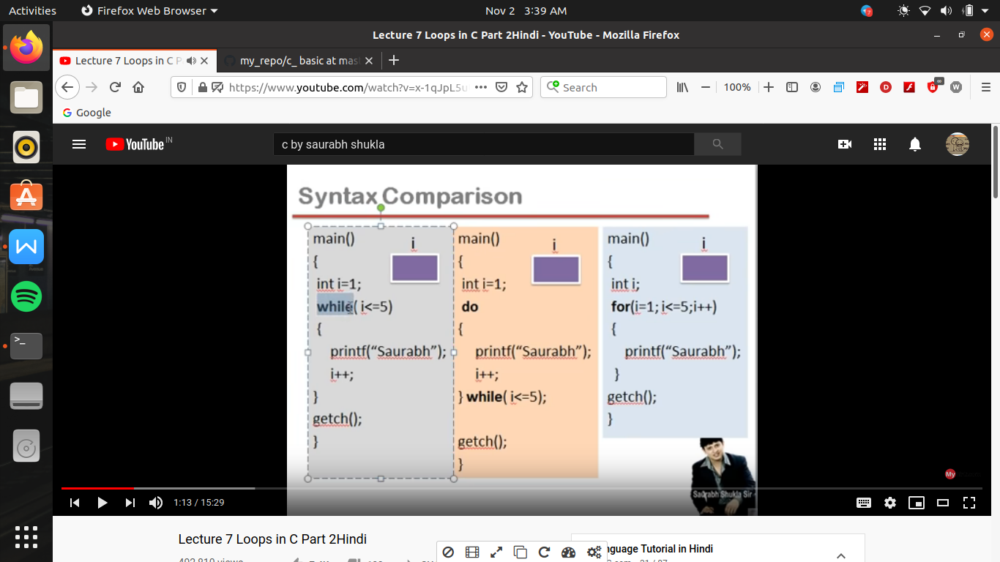 Activities Firefox Web Browser Nov 2 3:39 AM
Lecture 7 Loops in C Part 2Hindi - YouTube - Mozilla Firefox
Lecture 7 Loops in C P my_repo/c_ basic at mas
https://www.youtube.com/watch?v=x-1qJpL5u Search 100%
Google
YouTube IN c by saurabh shukla
Syntax Comparison
main()
i
{
int i=1;
while( i<=5)
{
printf(“Saurabh”);
i++;
}
getch();
}
main()
i
{
int i=1;
do
{
printf(“Saurabh”);
i++;
} while( i<=5);
getch();
}
main()
i
{
int i;
for(i=1; i<=5;i++)
{
printf(“Saurabh”);
}
getch();
}
My
Saurabh Shukla Sir
1:13 / 15:29
Lecture 7 Loops in C Part 2Hindi
nguage Tutorial in Hindi